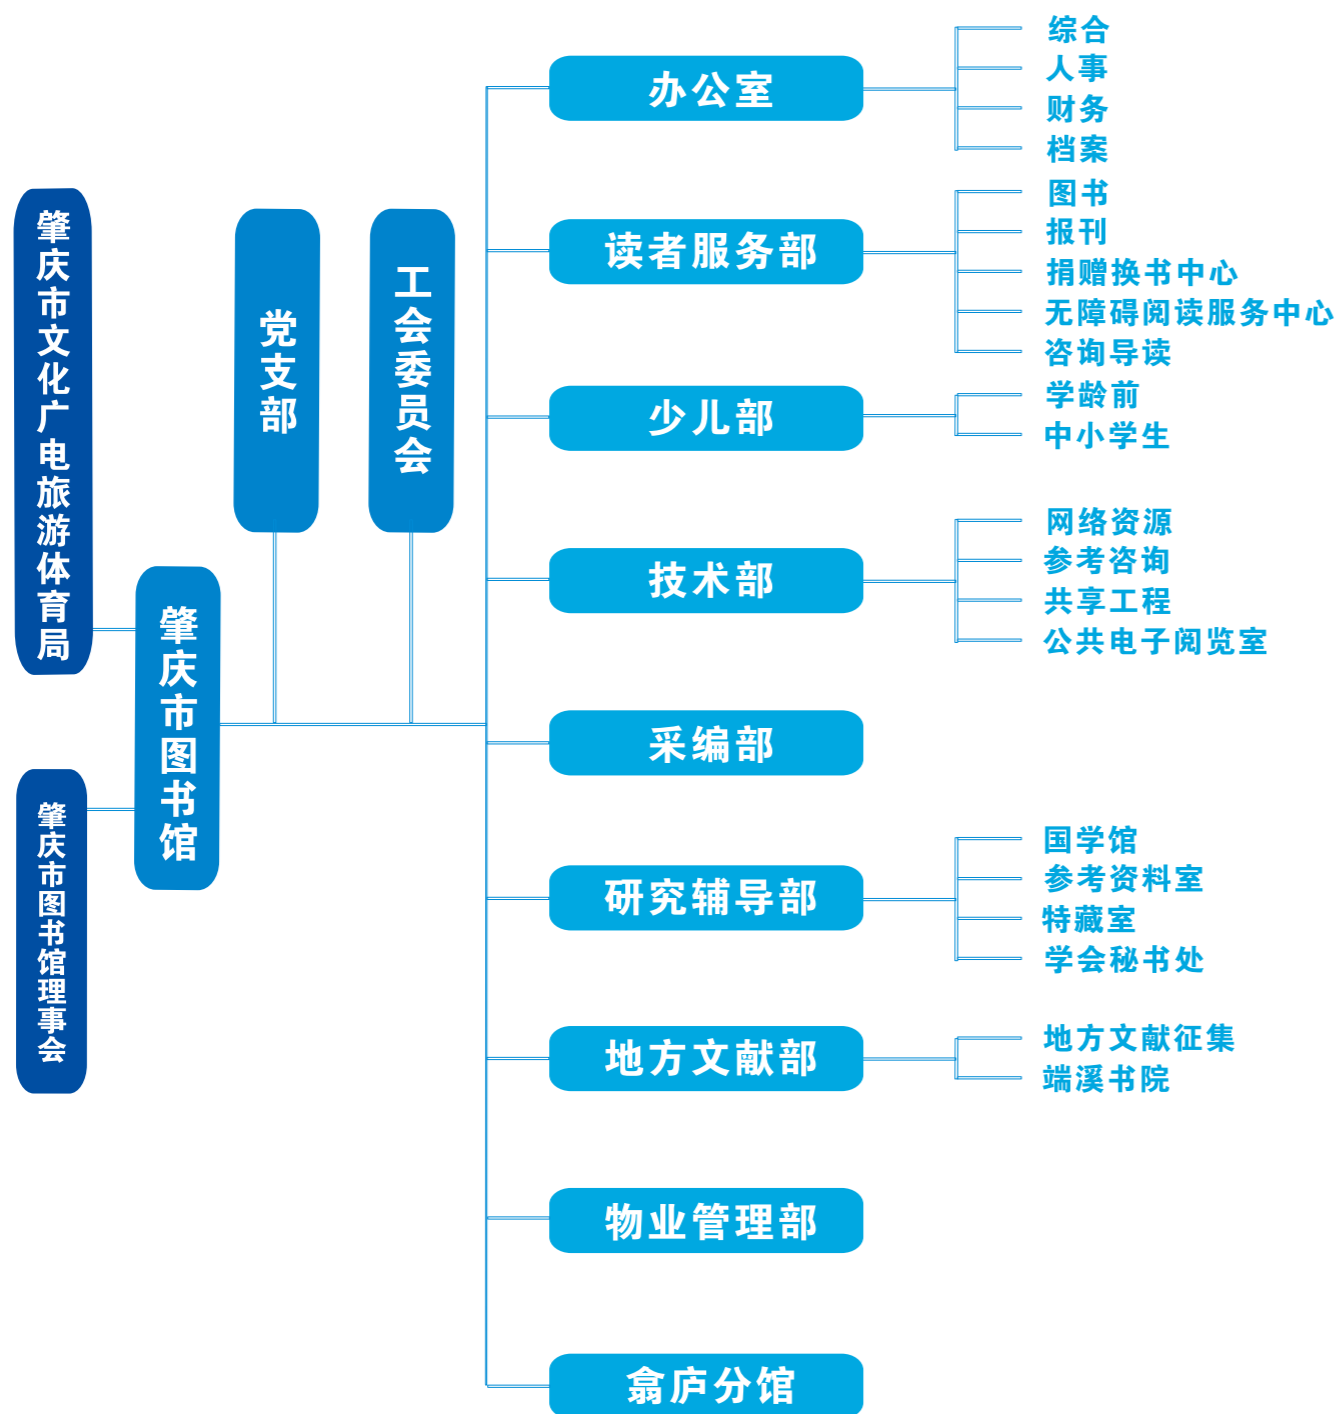 肇庆市文化广电旅游体育局
肇庆市图书馆理事会
肇庆市图书馆
党支部
工会委员会
办公室
综合
人事
财务
档案
读者服务部
图书
报刊
捐赠换书中心
无障碍阅读服务中心
咨询导读
少儿部
学龄前
中小学生
技术部
网络资源
参考咨询
共享工程
公共电子阅览室
采编部
研究辅导部
国学馆
参考资料室
特藏室
学会秘书处
地方文献部
地方文献征集
端溪书院
物业管理部
翕庐分馆